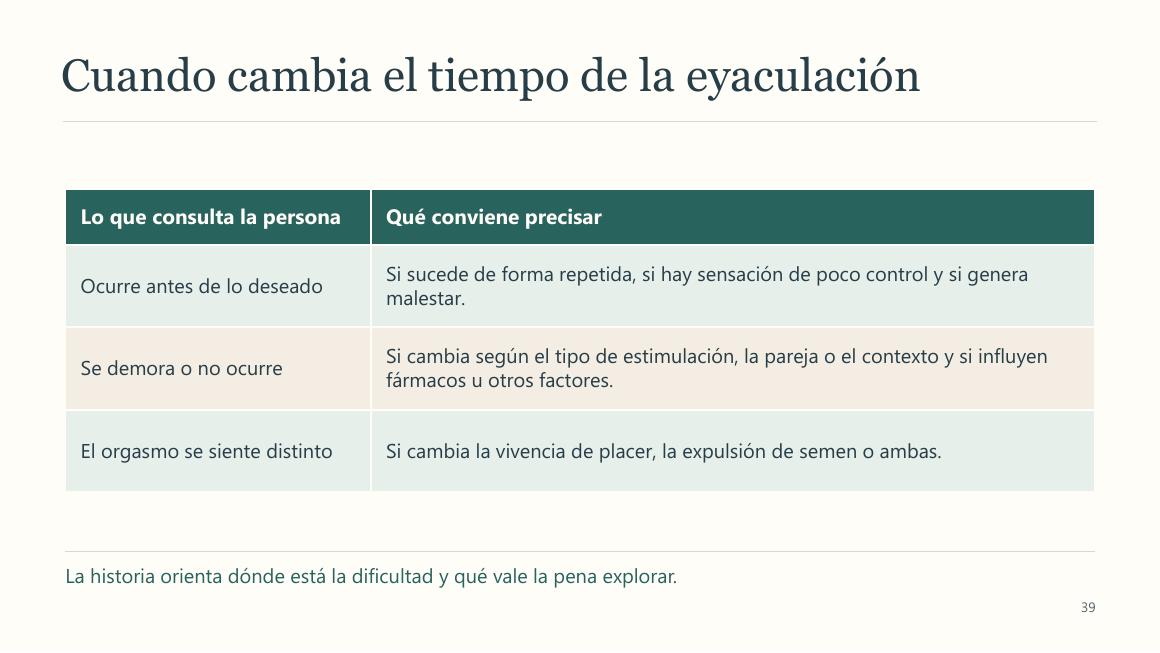 Cuando cambia el tiempo de la eyaculación
Lo que consulta la persona
Qué conviene precisar
Ocurre antes de lo deseado
Si sucede de forma repetida, si hay sensación de poco control y si genera
malestar.
Se demora o no ocurre
Si cambia según el tipo de estimulación, la pareja o el contexto y si influyen
fármacos u otros factores.
El orgasmo se siente distinto
Si cambia la vivencia de placer, la expulsión de semen o ambas.
La historia orienta dónde está la dificultad y qué vale la pena explorar.
39